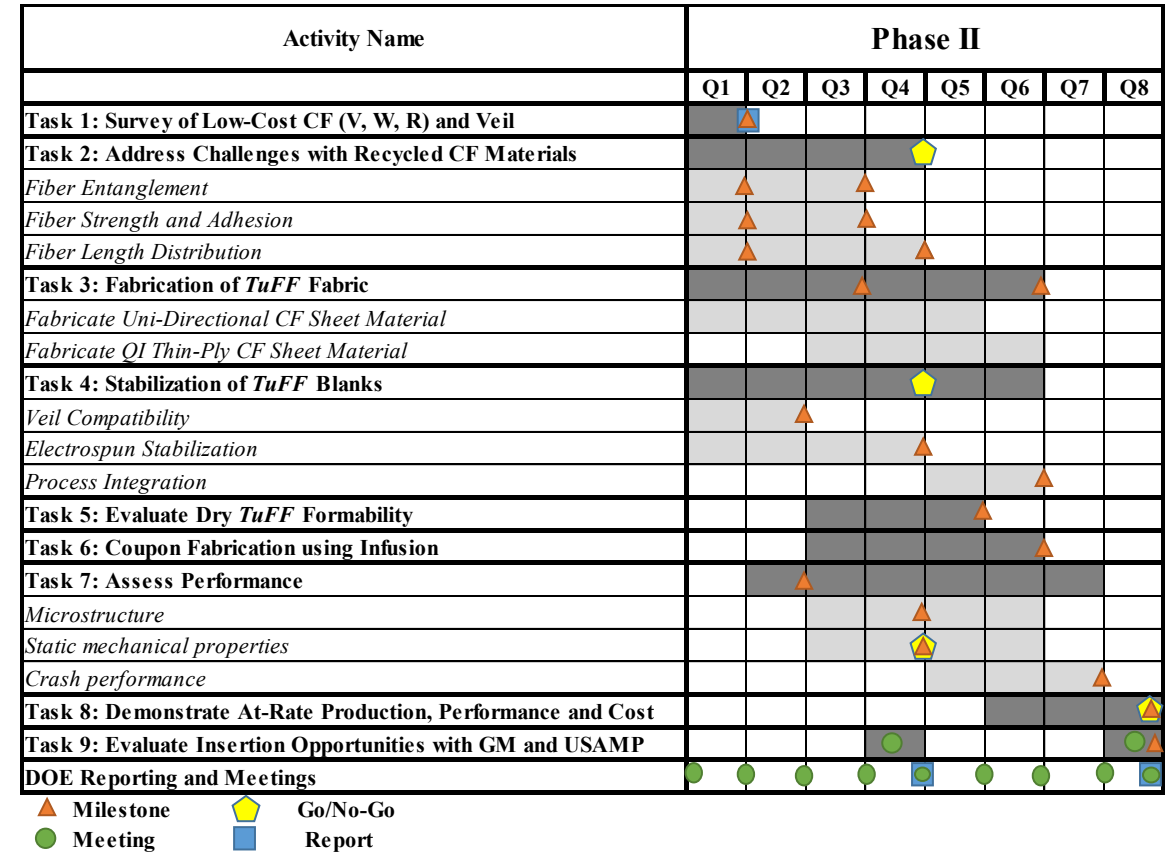 Activity Name
Phase II
Q1 Q2 Q3 Q4 Q5 Q6 Q7 Q8
Task 1: Survey of Low-Cost CF (V, W, R) and Veil
Task 2: Address Challenges with Recycled CF Materials
Fiber Entanglement
Fiber Strength and Adhesion
Fiber Length Distribution
Task 3: Fabrication of TuFF Fabric
Fabricate Uni-Directional CF Sheet Material
Fabricate QI Thin-Ply CF Sheet Material
Task 4: Stabilization of TuFF Blanks
Veil Compatibility
Electrospun Stabilization
Process Integration
Task 5: Evaluate Dry TuFF Formability
Task 6: Coupon Fabrication using Infusion
Task 7: Assess Performance
Microstructure
Static mechanical properties
Crash performance
Task 8: Demonstrate At-Rate Production, Performance and Cost
Task 9: Evaluate Insertion Opportunities with GM and USAMP
DOE Reporting and Meetings
Milestone Go/No-Go
Meeting Report